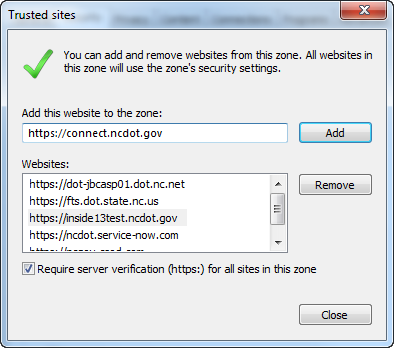 Trusted sites
You can add and remove websites from this zone. All websites in
this zone will use the zone's security settings.
Add this website to the zone:
https://connect.ncdot.gov
Add
Websites:
https://dot-jbcasp01.dot.nc.net
https://fts.dot.state.nc.us
https://inside13test.ncdot.gov
https://ncdot.service-now.com
Remove
Require server verification (https:) for all sites in this zone
Close